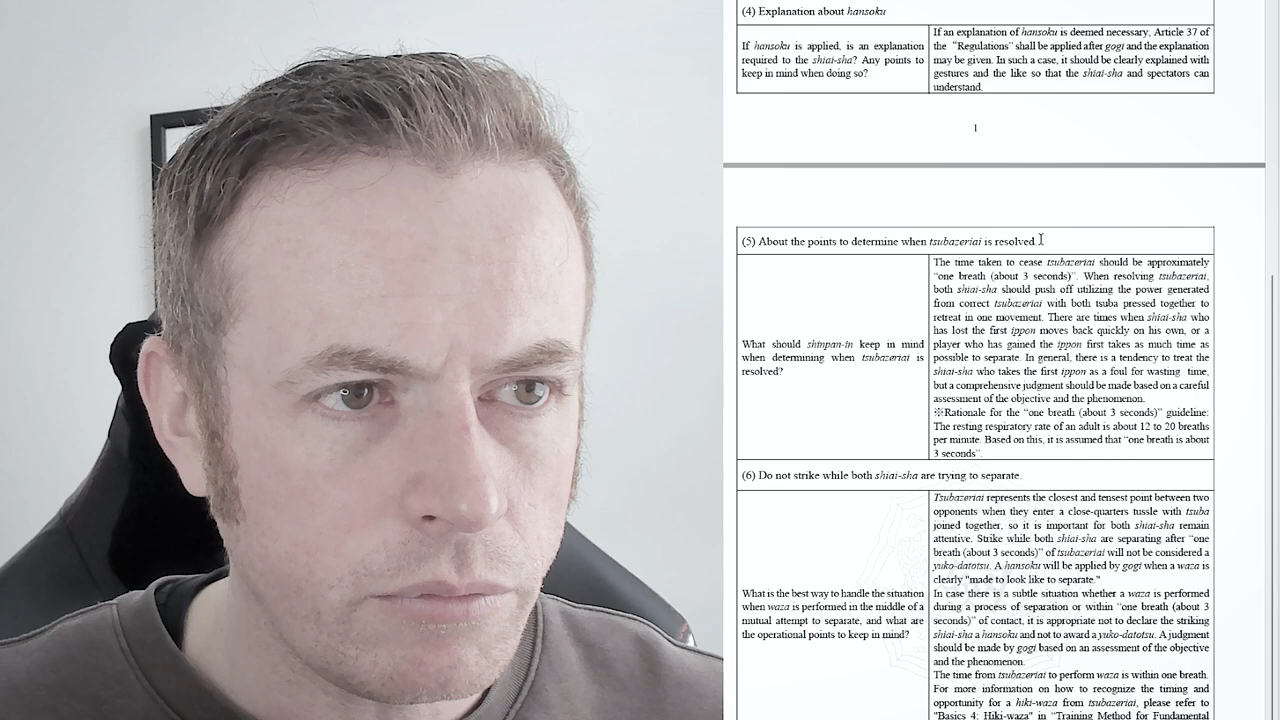 (4) Explanation about hansoku
If hansoku is applied, is an explanation
required to the shiai-sha? Any points to
keep in mind when doing so?
If an explanation of hansoku is deemed necessary, Article 37 of
the “Regulations” shall be applied after gogi and the explanation
may be given. In such a case, it should be clearly explained with
gestures and the like so that the shiai-sha and spectators can
understand.
1
(5) About the points to determine when tsubazeriai is resolved.
What should shinpan-in keep in mind
when determining when tsubazeriai is
resolved?
The time taken to cease tsubazeriai should be approximately
“one breath (about 3 seconds)”. When resolving tsubazeriai,
both shiai-sha should push off utilizing the power generated
from correct tsubazeriai with both tsuba pressed together to
retreat in one movement. There are times when shiai-sha who
has lost the first ippon moves back quickly on his own, or a
player who has gained the ippon first takes as much time as
possible to separate. In general, there is a tendency to treat the
shiai-sha who takes the first ippon as a foul for wasting time,
but a comprehensive judgment should be made based on a careful
assessment of the objective and the phenomenon.
※Rationale for the “one breath (about 3 seconds)” guideline:
The resting respiratory rate of an adult is about 12 to 20 breaths
per minute. Based on this, it is assumed that “one breath is about
3 seconds”.
(6) Do not strike while both shiai-sha are trying to separate.
What is the best way to handle the situation
when waza is performed in the middle of a
mutual attempt to separate, and what are
the operational points to keep in mind?
Tsubazeriai represents the closest and tensest point between two
opponents when they enter a close-quarters tussle with tsuba
joined together, so it is important for both shiai-sha remain
attentive. Strike while both shiai-sha are separating after “one
breath (about 3 seconds)” of tsubazeriai will not be considered a
yuko-datotsu. A hansoku will be applied by gogi when a waza is
clearly "made to look like to separate."
In case there is a subtle situation whether a waza is performed
during a process of separation or within “one breath (about 3
seconds)” of contact, it is appropriate not to declare the striking
shiai-sha a hansoku and not to award a yuko-datotsu. A judgment
should be made by gogi based on an assessment of the objective
and the phenomenon.
The time from tsubazeriai to perform waza is within one breath.
For more information on how to recognize the timing and
opportunity for a hiki-waza from tsubazeriai, please refer to
"Basics 4: Hiki-waza" in “Training Method for Fundamental